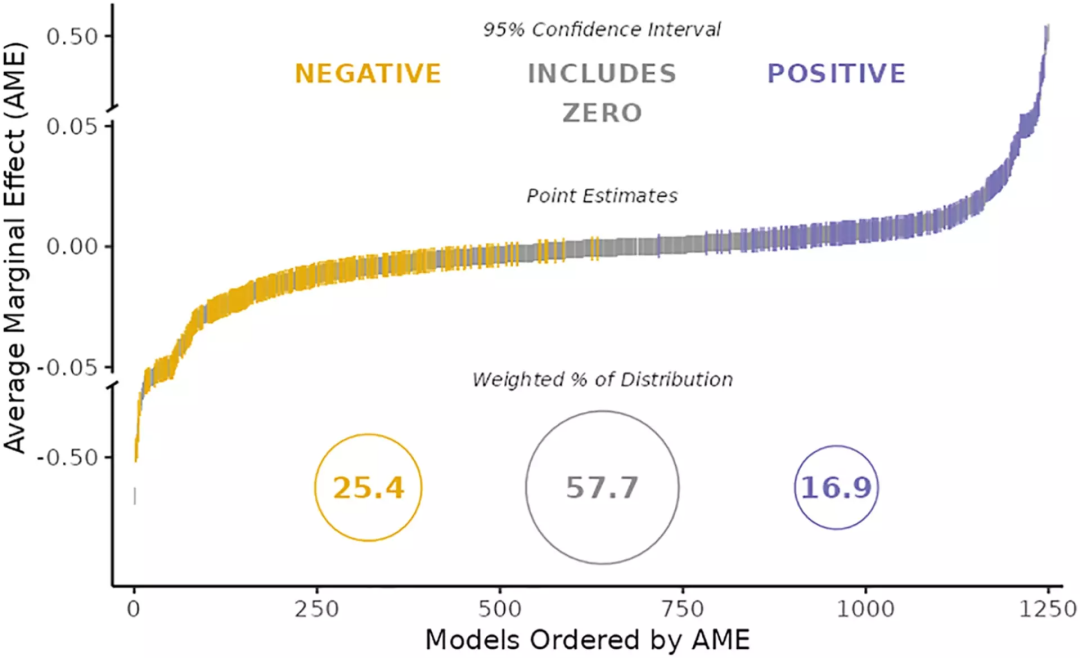 95% Confidence Interval
NEGATIVE
INCLUDES
ZERO
POSITIVE
Point Estimates
Weighted % of Distribution
25.4
57.7
16.9
Average Marginal Effect (AME)
0.50
0.05
0.00
-0.05
-0.50
0
250
500
750
1000
1250
Models Ordered by AME